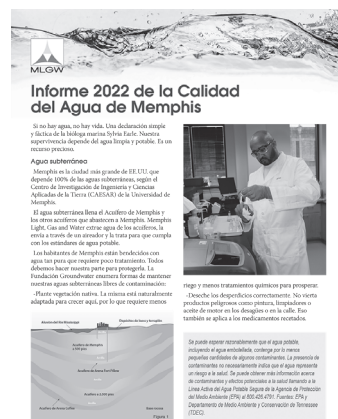 MLGW
Informe 2022 de la Calidad
del Agua de Memphis
Si no hay agua, no hay vida. Una declaración simple
y fáctica de la bióloga marina Sylvia Earle. Nuestra
supervivencia depende del agua limpia y potable. Es un
recurso precioso.
Agua subterránea
Memphis es la ciudad más grande de EE.UU. que
depende 100% de las aguas subterráneas, según el
Centro de Investigación de Ingeniería y Ciencias
Aplicadas de la Tierra (CAESAR) de la Universidad de
Memphis.
El agua subterránea llena el Acuífero de Memphis y
los otros acuíferos que abastecen a Memphis. Memphis
Light, Gas and Water extrae agua de los acuíferos, la
envía a través de un aireador y la trata para que cumpla
con los estándares de agua potable.
Los habitantes de Memphis están bendecidos con
agua tan pura que requiere poco tratamiento. Todos
debemos hacer nuestra parte para protegerla. La
Fundación Groundwater enumera formas de mantener
nuestras aguas subterráneas libres de contaminación:
-Plante vegetación nativa. La misma está naturalmente
adaptada para crecer aquí, por lo que requiere menos
Acuífero de Memphis
Figura 1
riego y menos tratamientos químicos para prosperar.
-Deseche los desperdicios correctamente. No vierta
productos peligrosos como pintura, limpiadores o
aceite de motor en los desagües o en la calle. Eso
también se aplica a los medicamentos recetados.
Se puede esperar razonablemente que el agua potable,
incluyendo el agua embotellada, contenga por lo menos
pequeñas cantidades de algunos contaminantes. La presencia de
contaminantes no necesariamente indica que el agua representa
un riesgo a la salud. Se puede obtener más información acerca
de contaminantes y efectos potenciales a la salud llamando a la
Línea Activa del Agua Potable Segura de la Agencia de Protección
del Medio Ambiente (EPA) al 800.426.4791. Fuentes: EPA y
Departamento de Medio Ambiente y Conservación de Tennessee
(TDEC).